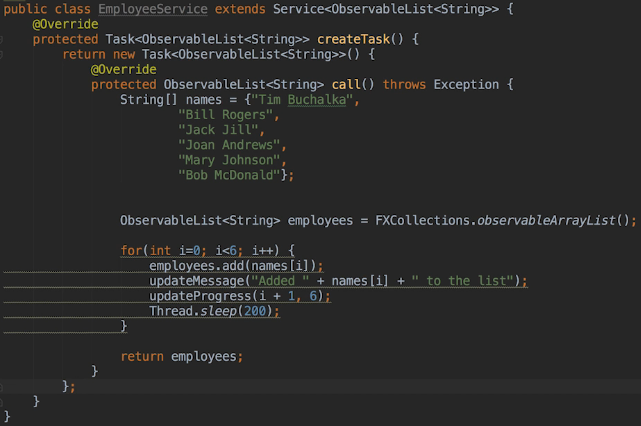 public class EmployeeService extends Service<ObservableList<String>> {
    @Override
    protected Task<ObservableList<String>> createTask() {
        return new Task<ObservableList<String>>() {
            @Override
            protected ObservableList<String> call() throws Exception {
                String[] names = {"Tim Buchalka",
                        "Bill Rogers",
                        "Jack Jill",
                        "Joan Andrews",
                        "Mary Johnson",
                        "Bob McDonald"};
                ObservableList<String> employees = FXCollections.observableArrayList();
                for(int i=0; i<6; i++) {
                    employees.add(names[i]);
                    updateMessage("Added " + names[i] + " to the list");
                    updateProgress(i + 1, 6);
                    Thread.sleep(200);
                }
                return employees;
            }
        };
    }
}